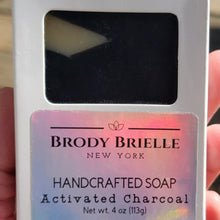 BRODY BRIELLE
NEW YORK
HANDCRAFTED SOAP
Activated Charcoal
Net wt. 4 oz (113g)